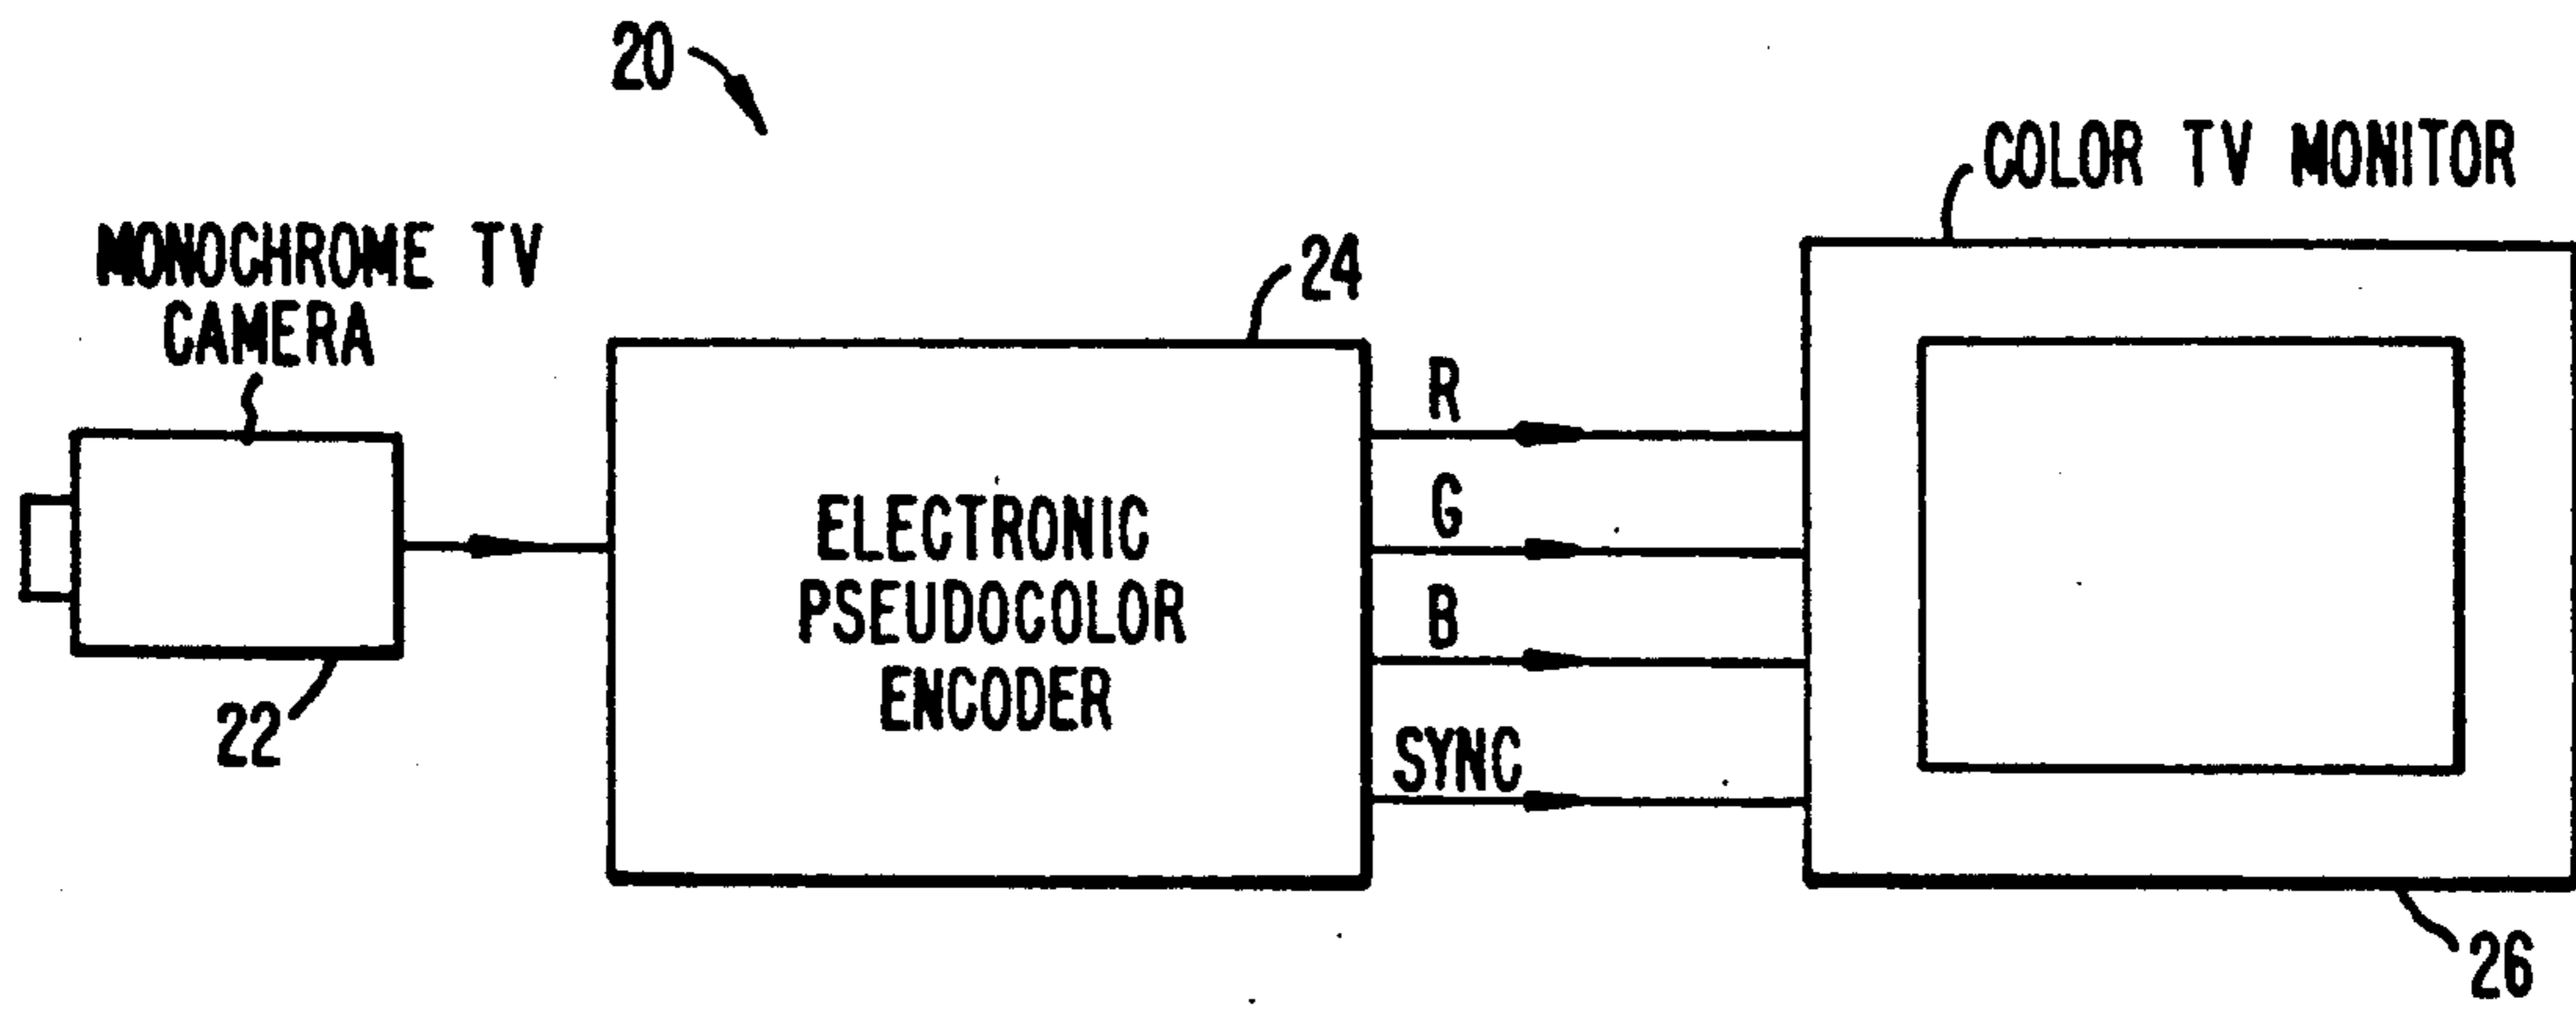 20
COLOR TV MONITOR
MONOCHROME TV
CAMERA
24
R
G
B
SYNC
ELECTRONIC
PSEUDOCOLOR
ENCODER
22
26